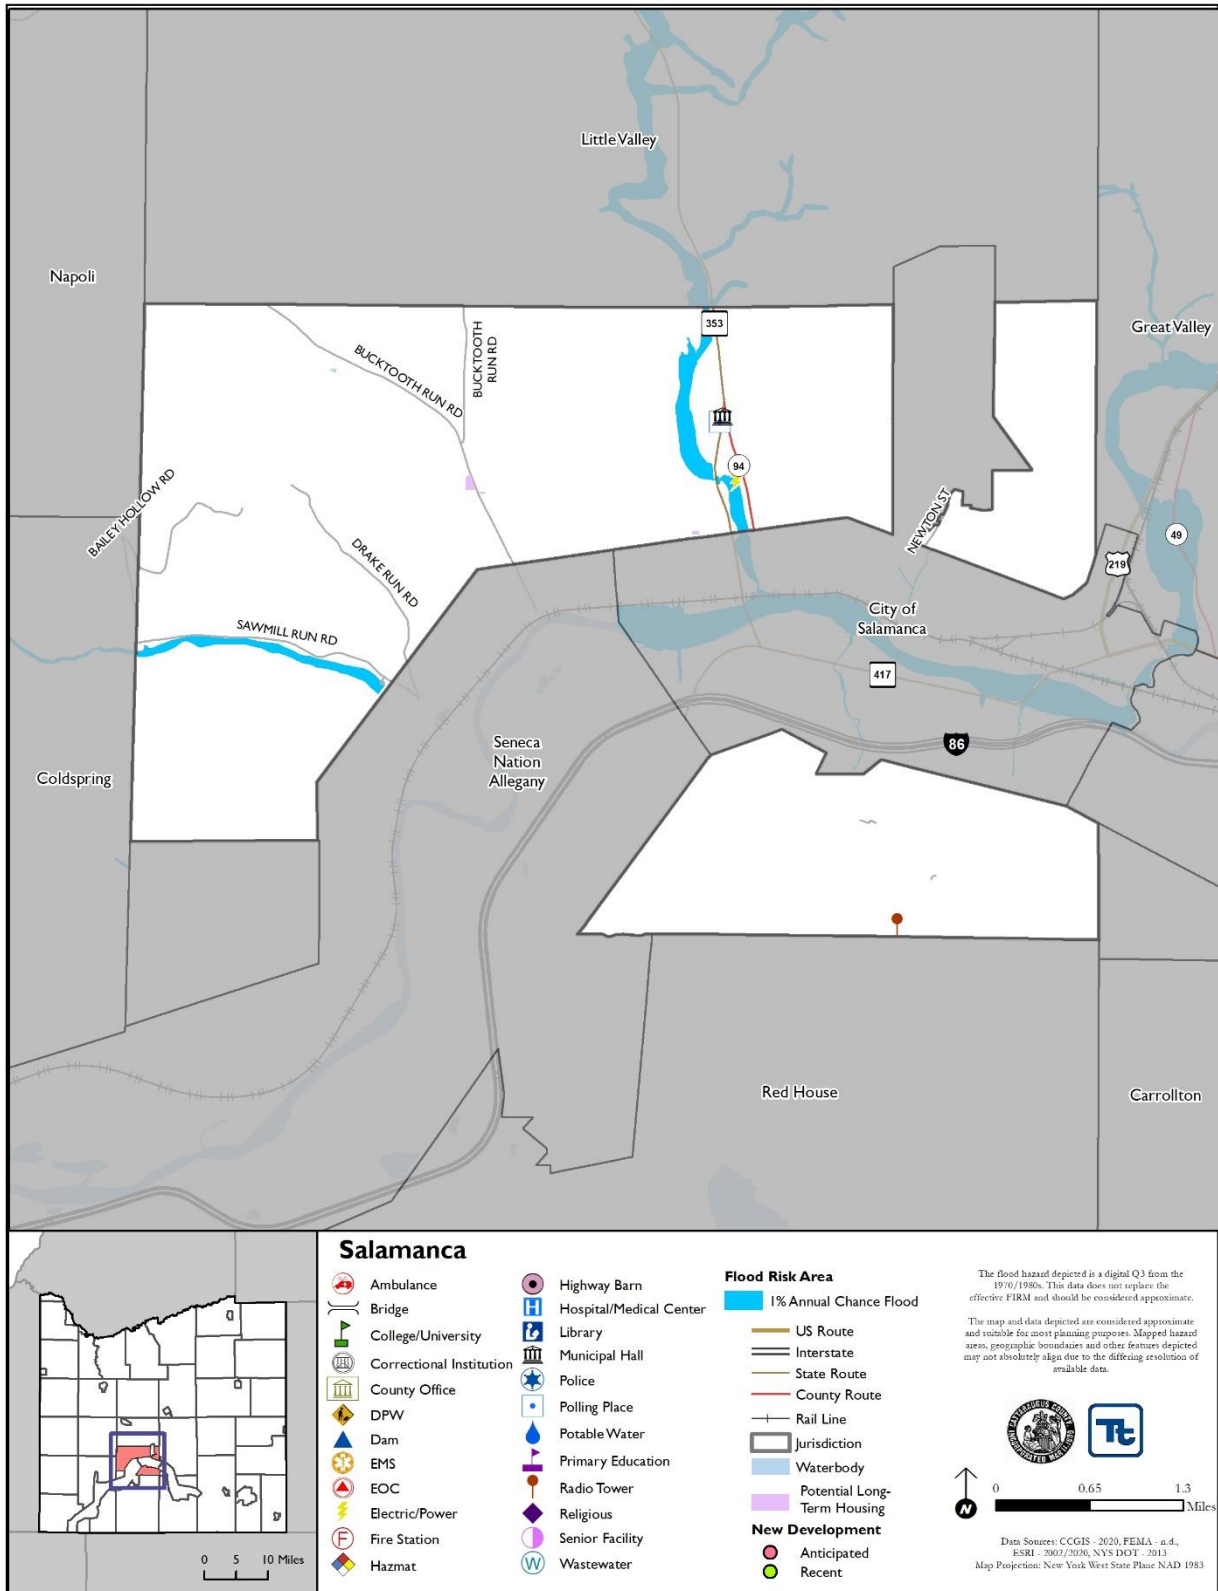 Little Valley
Napoli
353
Great Valley
BUCKTOOTH RUN RD
BUCKTOOTH
RUN RD
94
BAILEY HOLLOW RD
NEWTON ST
49
DRAKE RUN RD
219
City of
Salamanca
SAWMILL RUN RD
417
Seneca
Nation
Allegany
86
Coldspring
Red House
Carrollton
0 5 10 Miles
Salamanca
Ambulance
Bridge
College/University
Correctional Institution
County Office
DPW
Dam
EMS
EOC
Electric/Power
F Fire Station
Hazmat
Highway Barn
H Hospital/Medical Center
Library
Municipal Hall
Police
Polling Place
Potable Water
Primary Education
Radio Tower
Religious
Senior Facility
W Wastewater
Flood Risk Area
1% Annual Chance Flood
US Route
Interstate
State Route
County Route
Rail Line
Jurisdiction
Waterbody
Potential Long-
Term Housing
New Development
Anticipated
Recent
The flood hazard depicted is a digital Q3 from the
1970/1980s. This data does not replace the
effective FIRM and should be considered approximate.
The map and data depicted are considered approximate
and suitable for most planning purposes. Mapped hazard
areas, geographic boundaries and other features depicted
may not absolutely align due to the differing resolution of
available data.
CATTARAUGUS COUNTY
INCORPORATED MAR.11.1808
Tt
N
0 0.65 1.3
Miles
Data Sources: CCGIS - 2020, FEMA - n.d.,
ESRI - 2002/2020, NYS DOT - 2013
Map Projection: New York West State Plane NAD 1983